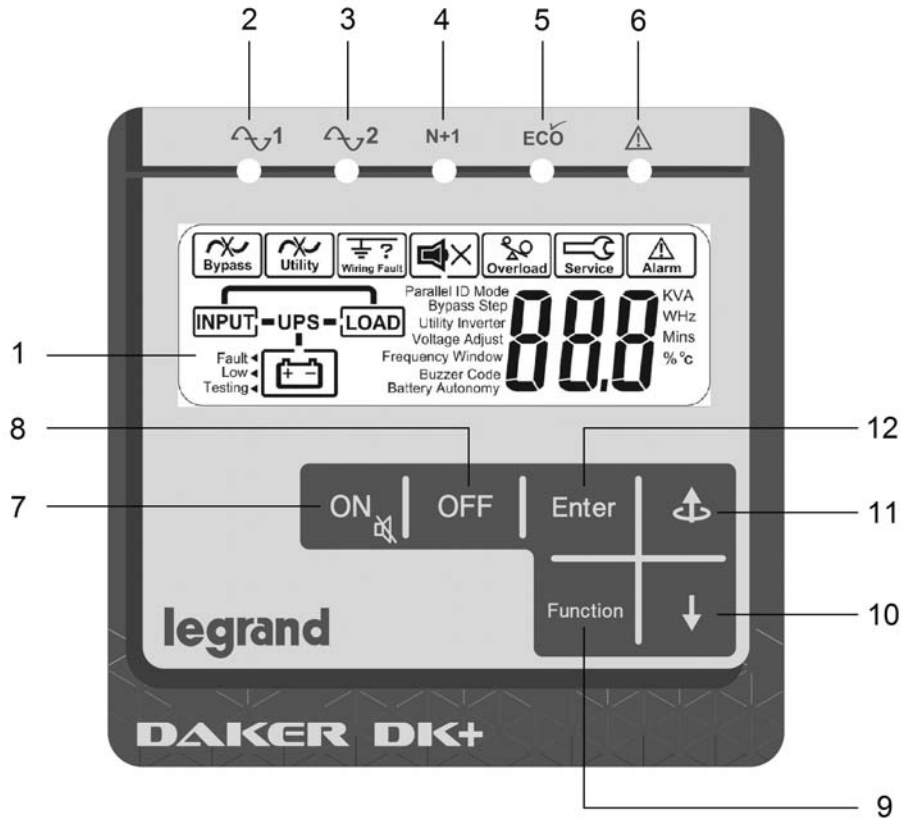 2 3 4 5 6
1 2 N+1 ECO
Bypass Utility Wiring Fault Overload Service Alarm
INPUT UPS LOAD
Fault
Low
Testing
+ -
Parallel ID Mode
Bypass Step
Utility Inverter
Voltage Adjust
Frequency Window
Buzzer Code
Battery Autonomy
88.8
KVA
WHz
Mins
% °C
1
8
7
ON OFF Enter
12
11
Function
10
legrand
DAKER DK+
9